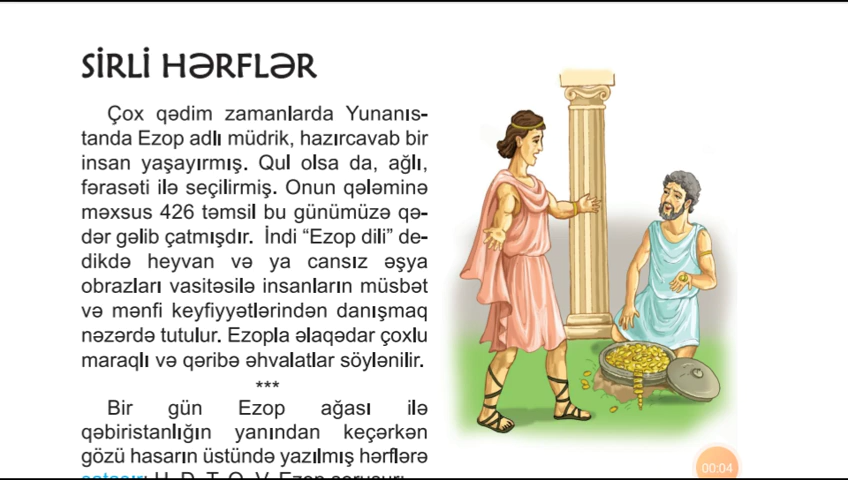 SİRLİ HƏRFLƏR
Çox qədim zamanlarda Yunanıs-
tanda Ezop adlı müdrik, hazırcavab bir
insan yaşayırmış. Qul olsa da, ağlı,
fərasəti ilə seçilirmiş. Onun qələminə
məxsus 426 təmsil bu günümüzə qə-
dər gəlib çatmışdır. İndi “Ezop dili” de-
dikdə heyvan və ya cansız əşya
obrazları vasitəsilə insanların müsbət
və mənfi keyfiyyətlərindən danışmaq
nəzərdə tutulur. Ezopla əlaqədar çoxlu
maraqlı və qəribə əhvalatlar söylənilir.
***
Bir gün Ezop ağası ilə
qəbiristanlığın yanından keçərkən
gözü hasarın üstündə yazılmış hərflərə
00:04